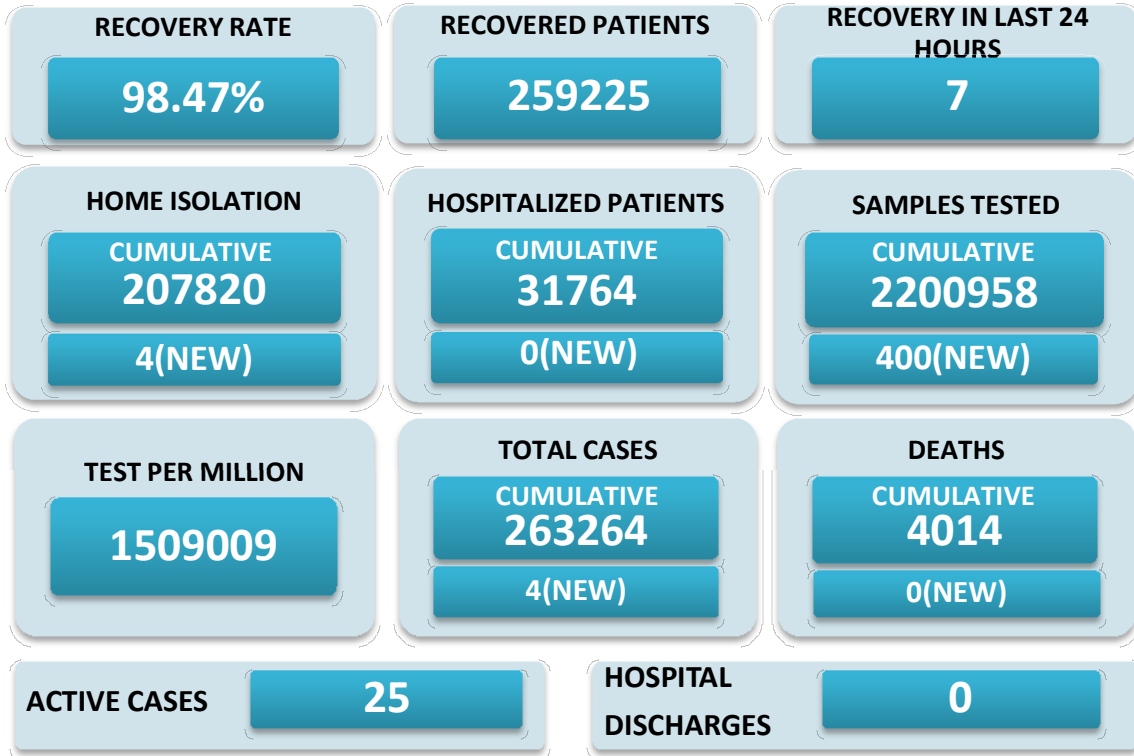 RECOVERY RATE
98.47%
RECOVERED PATIENTS
259225
RECOVERY IN LAST 24
HOURS
7
HOME ISOLATION
CUMULATIVE
207820
4(NEW)
HOSPITALIZED PATIENTS
CUMULATIVE
31764
0(NEW)
SAMPLES TESTED
CUMULATIVE
2200958
400(NEW)
TEST PER MILLION
1509009
TOTAL CASES
CUMULATIVE
263264
4(NEW)
DEATHS
CUMULATIVE
4014
0(NEW)
ACTIVE CASES
25
HOSPITAL
DISCHARGES
0